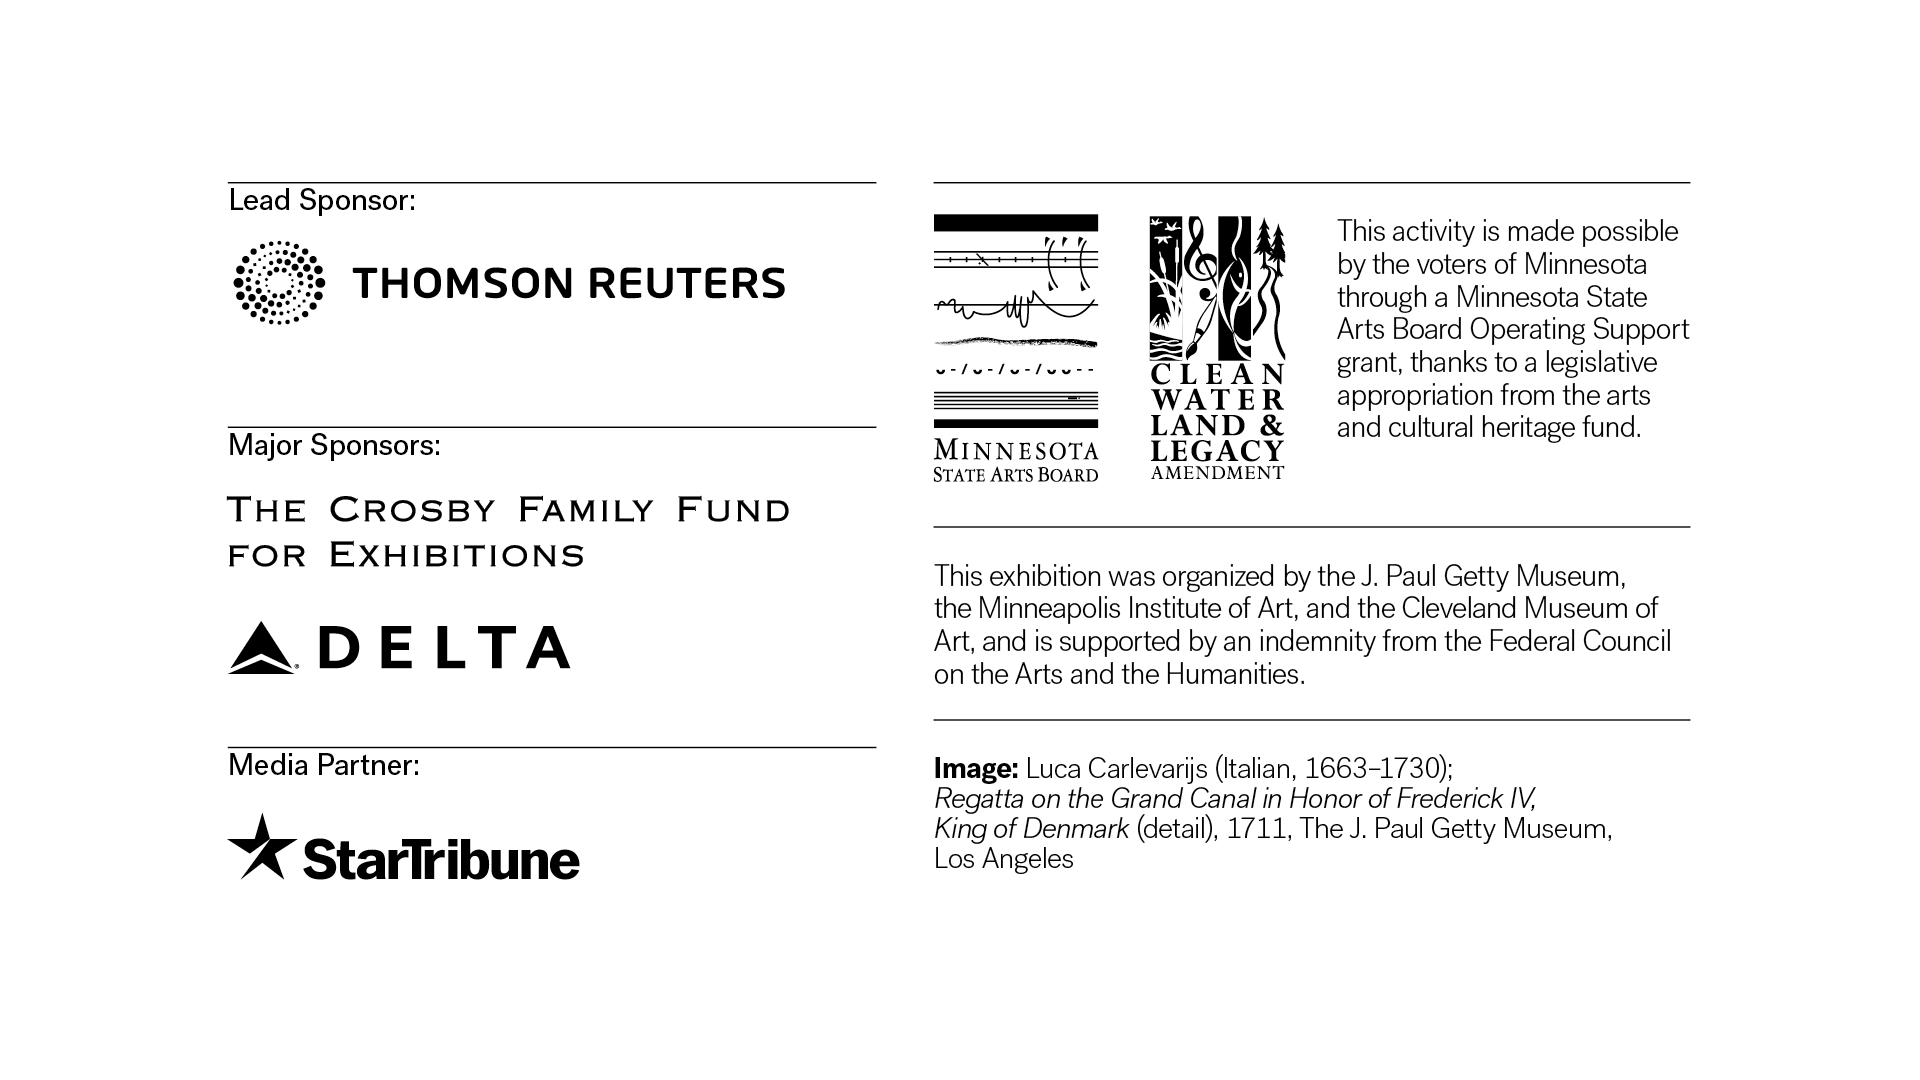 Lead Sponsor:
THOMSON REUTERS
Major Sponsors:
THE CROSBY FAMILY FUND
FOR EXHIBITIONS
DELTA
Media Partner:
StarTribune
MINNESOTA
STATE ARTS BOARD
CLEAN
WATER
LAND &
LEGACY
AMENDMENT
This activity is made possible
by the voters of Minnesota
through a Minnesota State
Arts Board Operating Support
grant, thanks to a legislative
appropriation from the arts
and cultural heritage fund.
This exhibition was organized by the J. Paul Getty Museum,
the Minneapolis Institute of Art, and the Cleveland Museum of
Art, and is supported by an indemnity from the Federal Council
on the Arts and the Humanities.
Image: Luca Carlevarijs (Italian, 1663–1730);
Regatta on the Grand Canal in Honor of Frederick IV,
King of Denmark (detail), 1711, The J. Paul Getty Museum,
Los Angeles